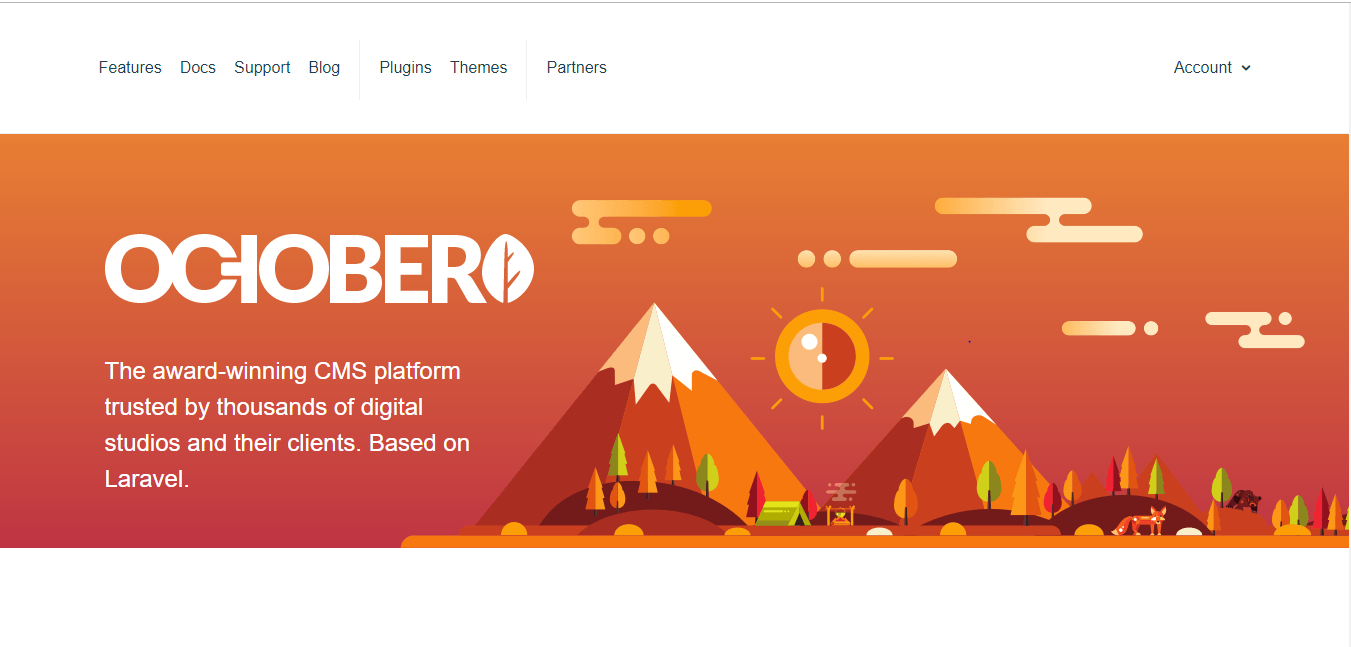 Features Docs Support Blog Plugins Themes Partners Account
OCTOBER
The award-winning CMS platform
trusted by thousands of digital
studios and their clients. Based on
Laravel.